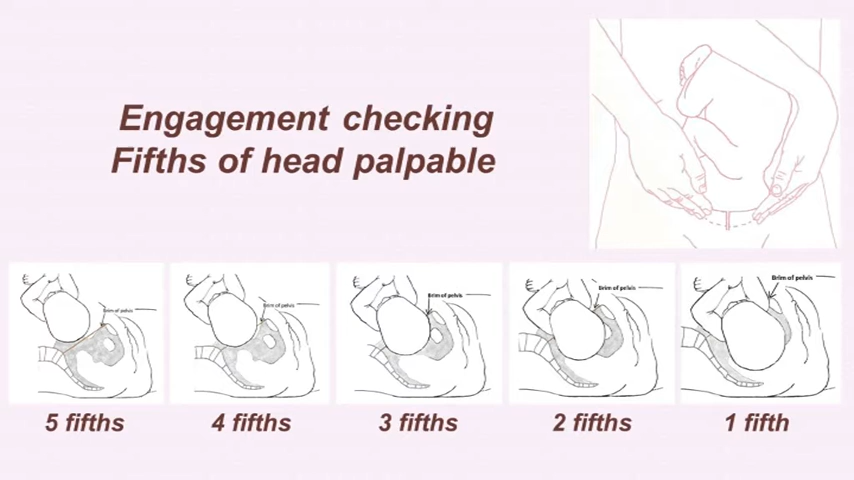 Engagement checking
Fifths of head palpable
Brim of pelvis
Brim of pelvis
Brim of pelvis
Brim of pelvis
Brim of pelvis
5 fifths
4 fifths
3 fifths
2 fifths
1 fifth